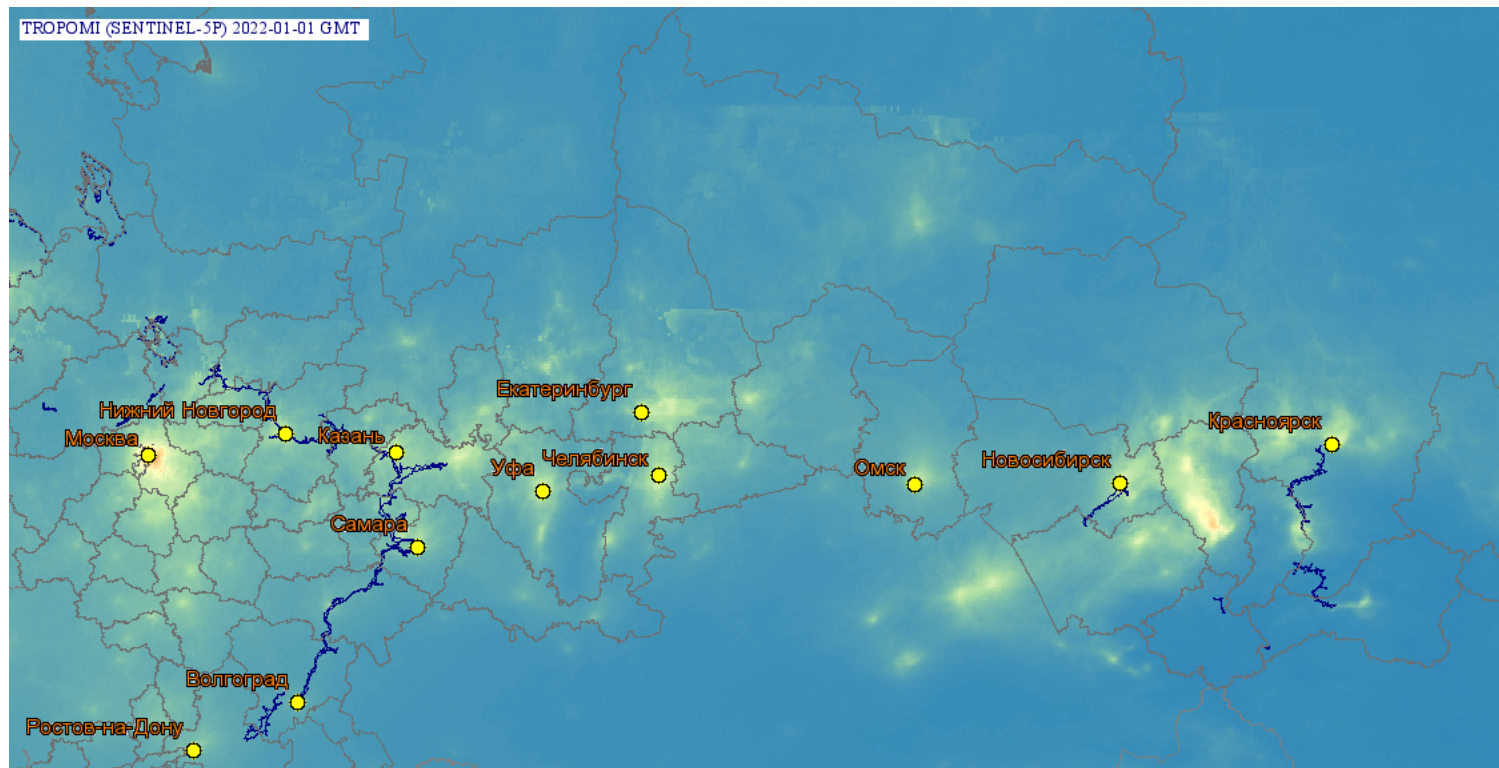 TROPOMI (SENTINEL-5P) 2022-01-01 GMT
Екатеринбург
Нижний Новгород
Москва
Казань
Уфа
Челябинск
Омск
Новосибирск
Красноярск
Самара
Волгоград
Ростов-на-Дону